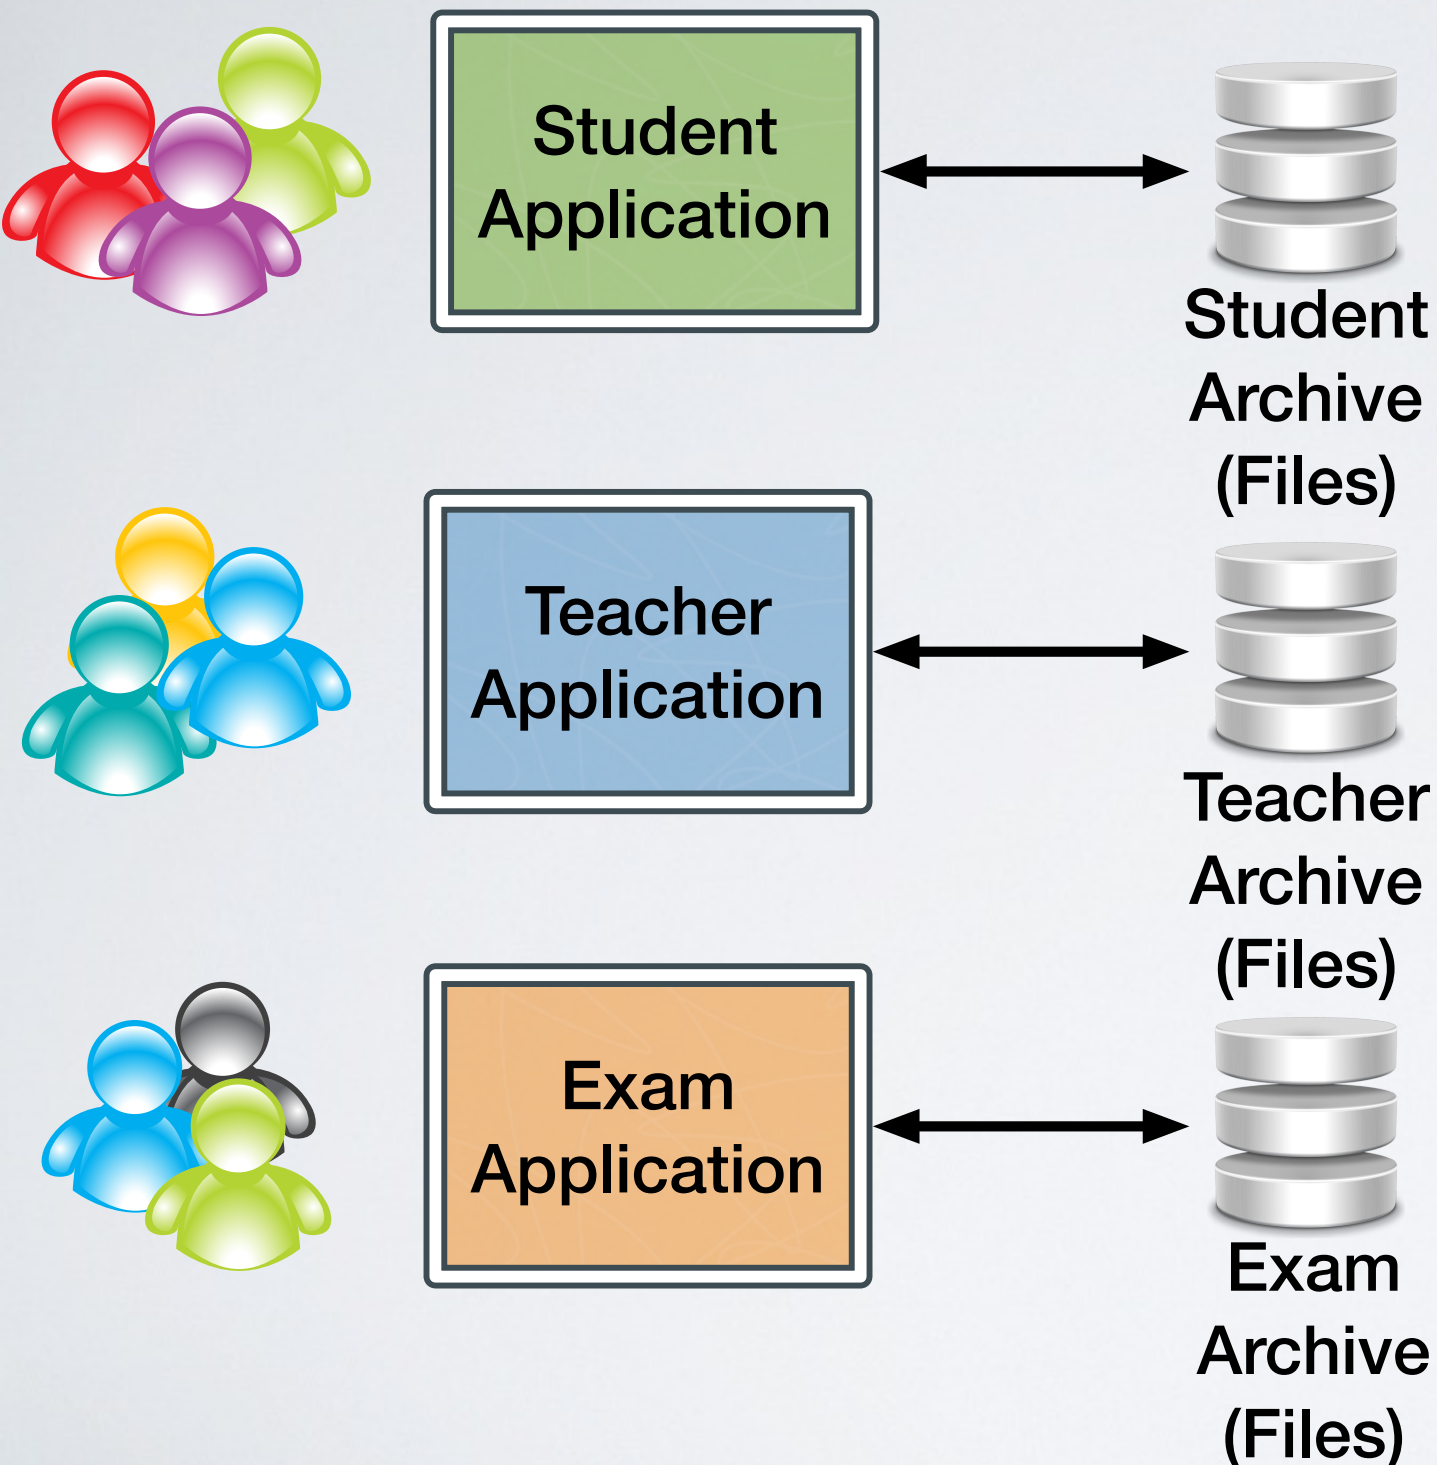 Student
Application
Student
Archive
(Files)
Teacher
Application
Teacher
Archive
(Files)
Exam
Application
Exam
Archive
(Files)